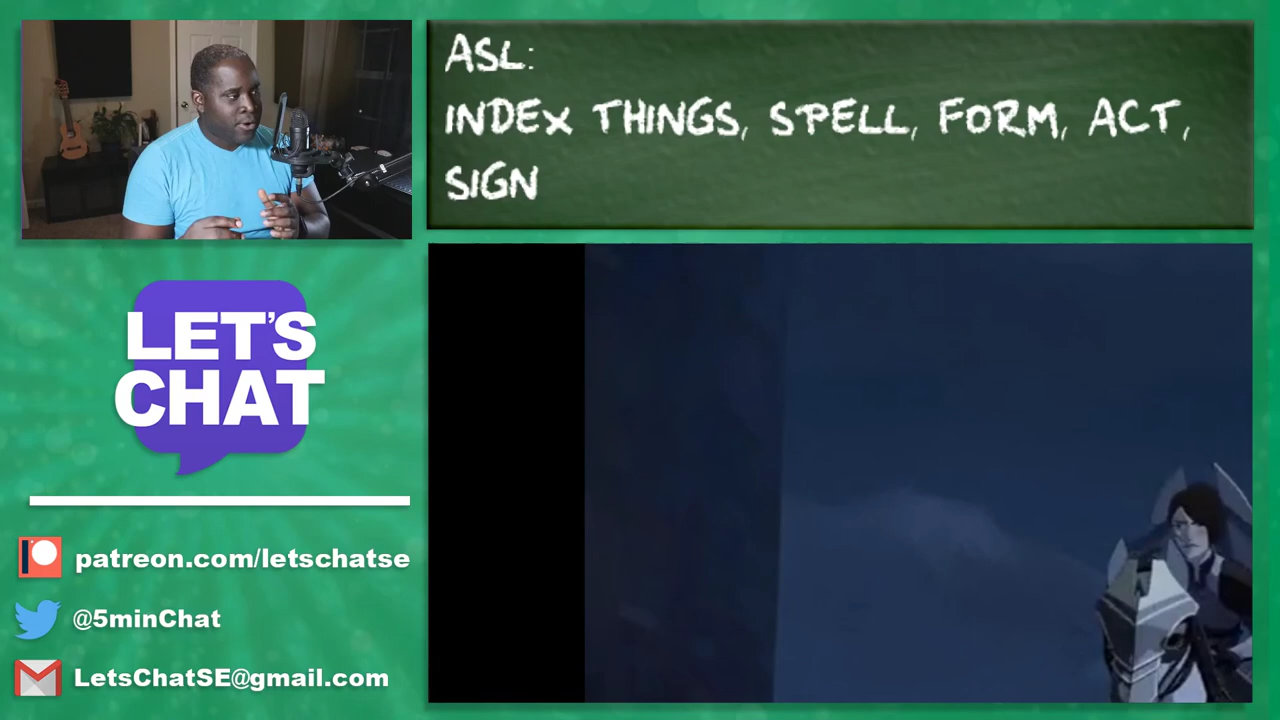 ASL:
INDEX THINGS, SPELL, FORM, ACT,
SIGN
LET'S
CHAT
patreon.com/letschatse
@5minChat
LetsChatSE@gmail.com